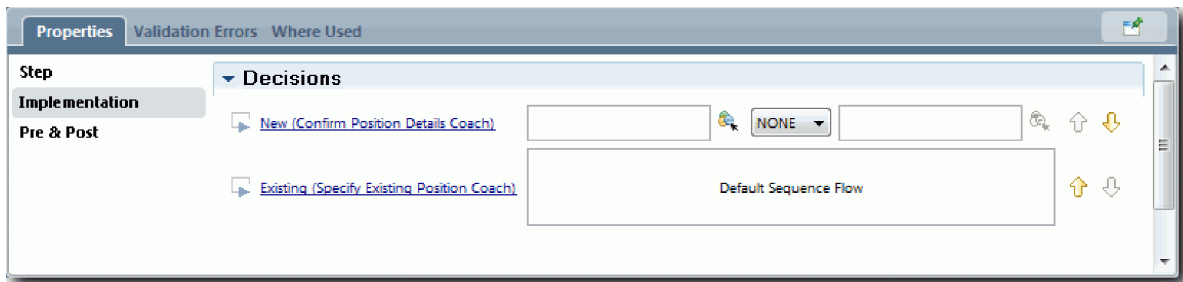 Properties Validation Errors Where Used
Step
Implementation
Pre & Post
Decisions
New (Confirm Position Details Coach) NONE
Existing (Specify Existing Position Coach) Default Sequence Flow